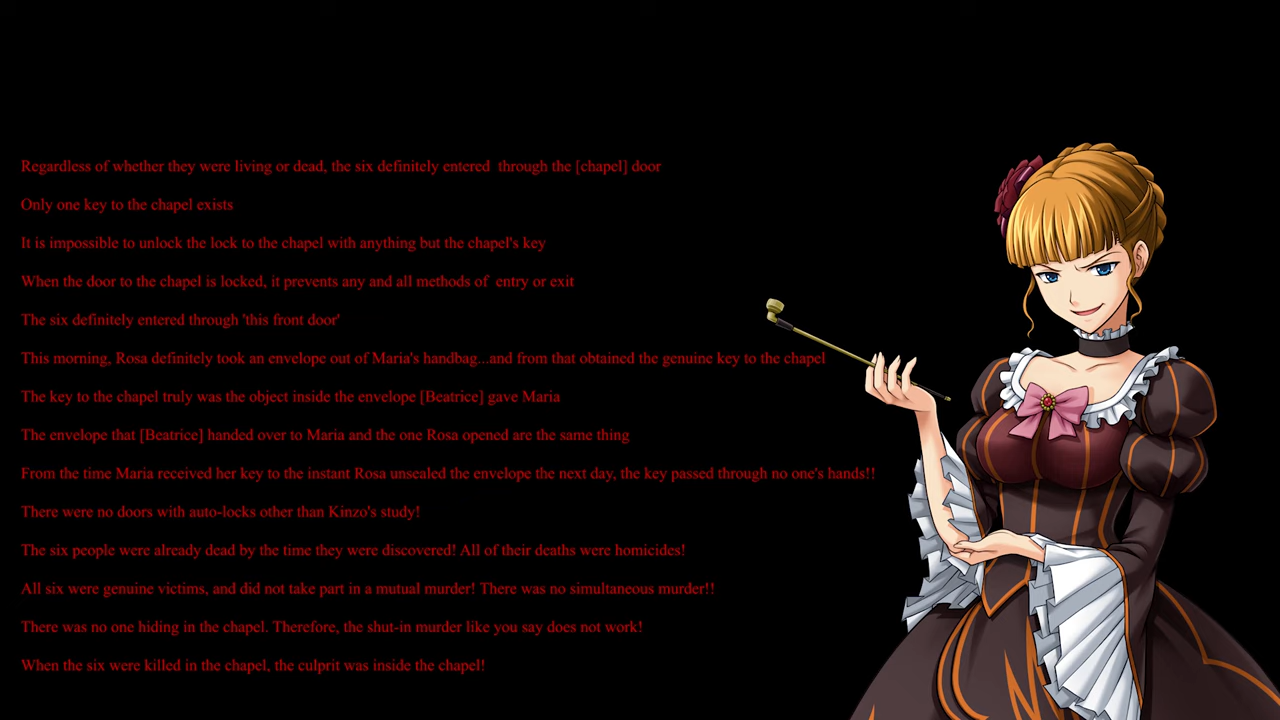 Regardless of whether they were living or dead, the six definitely entered  through the [chapel] door
Only one key to the chapel exists
It is impossible to unlock the lock to the chapel with anything but the chapel's key
When the door to the chapel is locked, it prevents any and all methods of  entry or exit
The six definitely entered through 'this front door'
This morning, Rosa definitely took an envelope out of Maria's handbag...and from that obtained the genuine key to the chapel
The key to the chapel truly was the object inside the envelope [Beatrice] gave Maria
The envelope that [Beatrice] handed over to Maria and the one Rosa opened are the same thing
From the time Maria received her key to the instant Rosa unsealed the envelope the next day, the key passed through no one's hands!!
There were no doors with auto-locks other than Kinzo's study!
The six people were already dead by the time they were discovered! All of their deaths were homicides!
All six were genuine victims, and did not take part in a mutual murder! There was no simultaneous murder!!
There was no one hiding in the chapel. Therefore, the shut-in murder like you say does not work!
When the six were killed in the chapel, the culprit was inside the chapel!